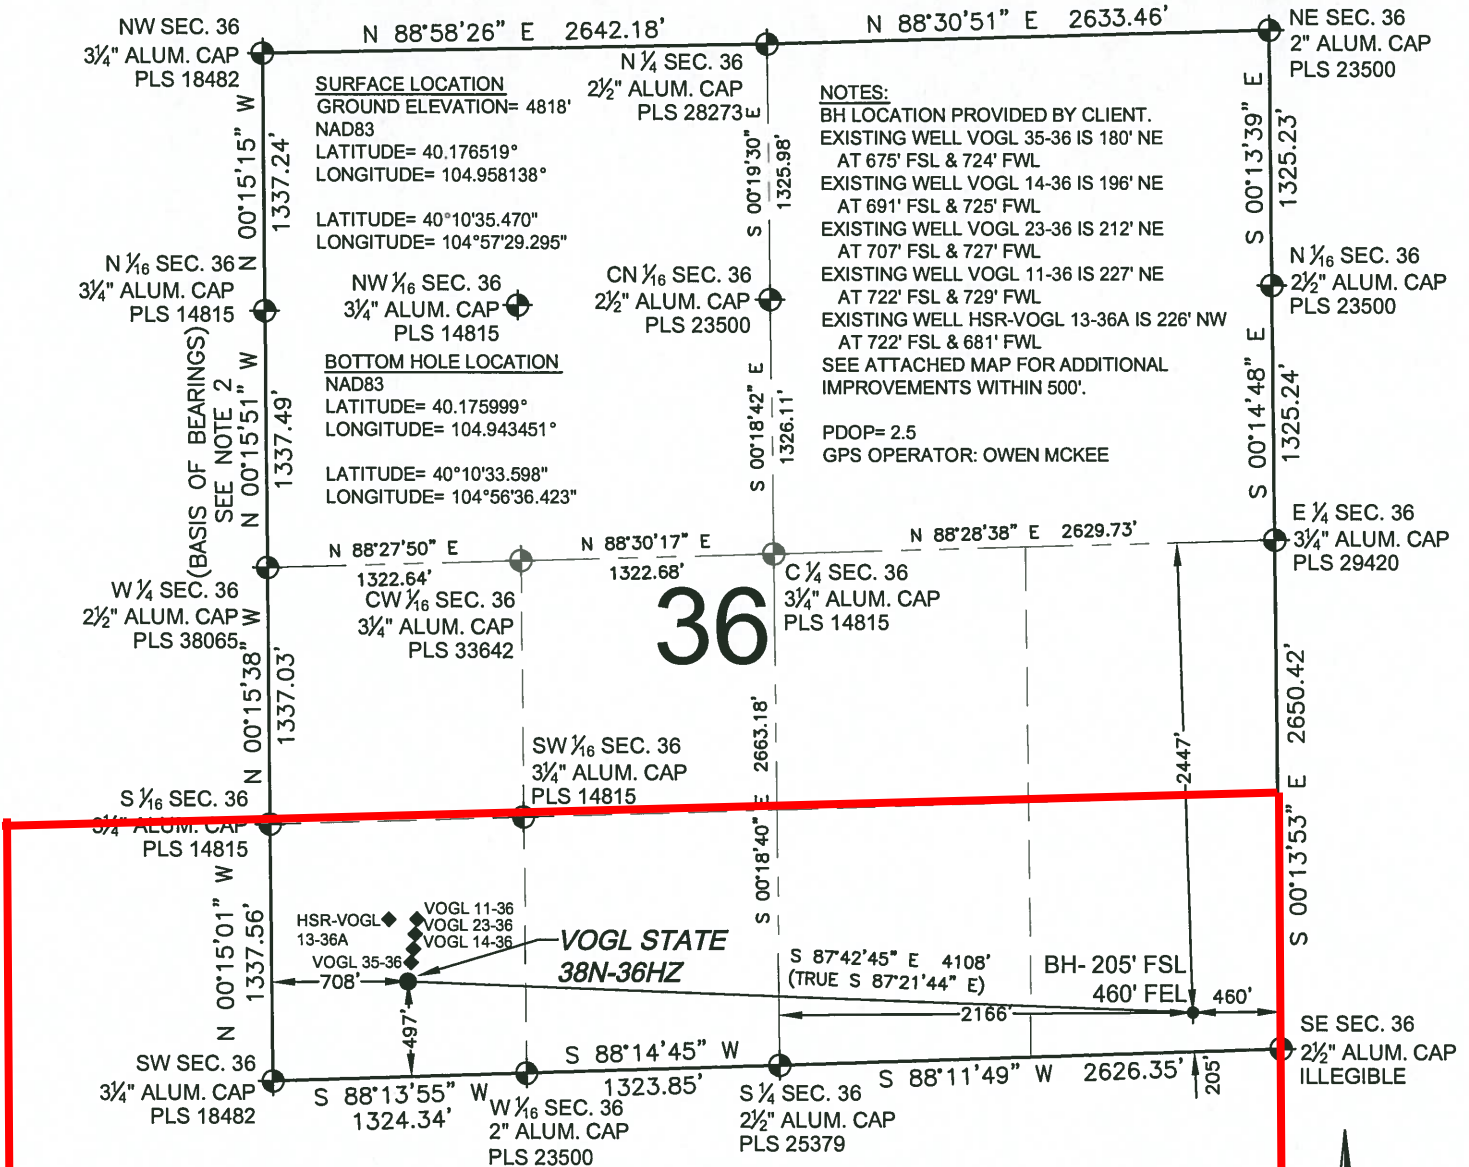 NW SEC. 36
3¼" ALUM. CAP
PLS 18482
N 88°58'26" E 2642.18'
N ¼ SEC. 36
2½" ALUM. CAP
PLS 28273
N 88°30'51" E 2633.46'
NE SEC. 36
2" ALUM. CAP
PLS 23500
N 00°15'15" W
1337.24'
SURFACE LOCATION
GROUND ELEVATION= 4818'
NAD83
LATITUDE= 40.176519°
LONGITUDE= 104.958138°
LATITUDE= 40°10'35.470"
LONGITUDE= 104°57'29.295"
S 00°19'30" E
1325.98'
NOTES:
BH LOCATION PROVIDED BY CLIENT.
EXISTING WELL VOGL 35-36 IS 180' NE
AT 675' FSL & 724' FWL
EXISTING WELL VOGL 14-36 IS 196' NE
AT 691' FSL & 725' FWL
EXISTING WELL VOGL 23-36 IS 212' NE
AT 707' FSL & 727' FWL
EXISTING WELL VOGL 11-36 IS 227' NE
AT 722' FSL & 729' FWL
EXISTING WELL HSR-VOGL 13-36A IS 226' NW
AT 722' FSL & 681' FWL
SEE ATTACHED MAP FOR ADDITIONAL
IMPROVEMENTS WITHIN 500'.
PDOP= 2.5
GPS OPERATOR: OWEN MCKEE
S 00°13'39" E
1325.23'
N 1⁄16 SEC. 36
3¼" ALUM. CAP
PLS 14815
NW 1⁄16 SEC. 36
3¼" ALUM. CAP
PLS 14815
CN 1⁄16 SEC. 36
2½" ALUM. CAP
PLS 23500
N 1⁄16 SEC. 36
2½" ALUM. CAP
PLS 23500
(BASIS OF BEARINGS)
SEE NOTE 2
N 00°15'51" W
1337.49'
BOTTOM HOLE LOCATION
NAD83
LATITUDE= 40.175999°
LONGITUDE= 104.943451°
LATITUDE= 40°10'33.598"
LONGITUDE= 104°56'36.423"
S 00°18'42" E
1326.11'
S 00°14'48" E
1325.24'
W ¼ SEC. 36
2½" ALUM. CAP
PLS 38065
N 88°27'50" E
1322.64'
CW 1⁄16 SEC. 36
3¼" ALUM. CAP
PLS 33642
N 88°30'17" E
1322.68'
36
C ¼ SEC. 36
3¼" ALUM. CAP
PLS 14815
N 88°28'38" E 2629.73'
E ¼ SEC. 36
3¼" ALUM. CAP
PLS 29420
N 00°15'38" W
1337.03'
SW 1⁄16 SEC. 36
3¼" ALUM. CAP
PLS 14815
S 00°18'40" E 2663.18'
2447'
S 00°13'53" E 2650.42'
S 1⁄16 SEC. 36
3¼" ALUM. CAP
PLS 14815
N 00°15'01" W
1337.56'
HSR-VOGL
13-36A
VOGL 11-36
VOGL 23-36
VOGL 14-36
VOGL 35-36
VOGL STATE
38N-36HZ
708'
497'
S 87°42'45" E 4108'
(TRUE S 87°21'44" E)
2166'
BH- 205' FSL
460' FEL
460'
205'
SW SEC. 36
3¼" ALUM. CAP
PLS 18482
S 88°13'55" W
1324.34'
W 1⁄16 SEC. 36
2" ALUM. CAP
PLS 23500
S 88°14'45" W
1323.85'
S ¼ SEC. 36
2½" ALUM. CAP
PLS 25379
S 88°11'49" W 2626.35'
SE SEC. 36
2½" ALUM. CAP
ILLEGIBLE